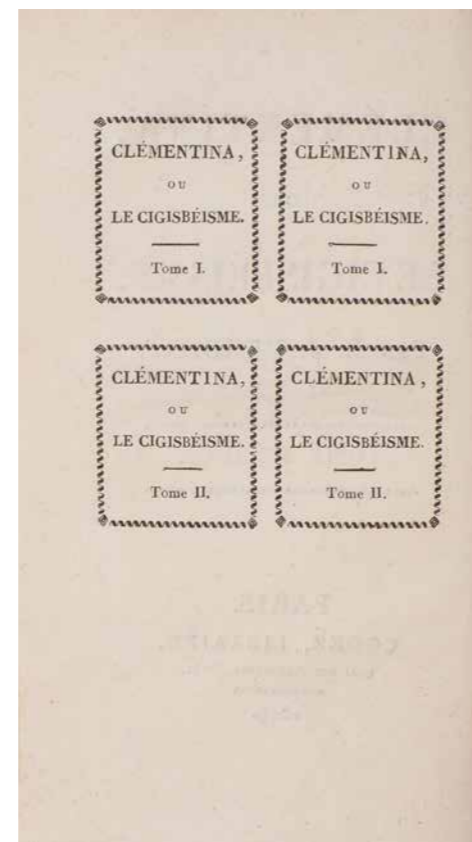 CLÉMENTINA,
OU
LE CIGISBÉISME.
Tome I.
CLÉMENTINA,
OU
LE CIGISBÉISME.
Tome I.
CLÉMENTINA,
OU
LE CIGISBÉISME.
Tome II.
CLÉMENTINA,
OU
LE CIGISBÉISME.
Tome II.
PARIS